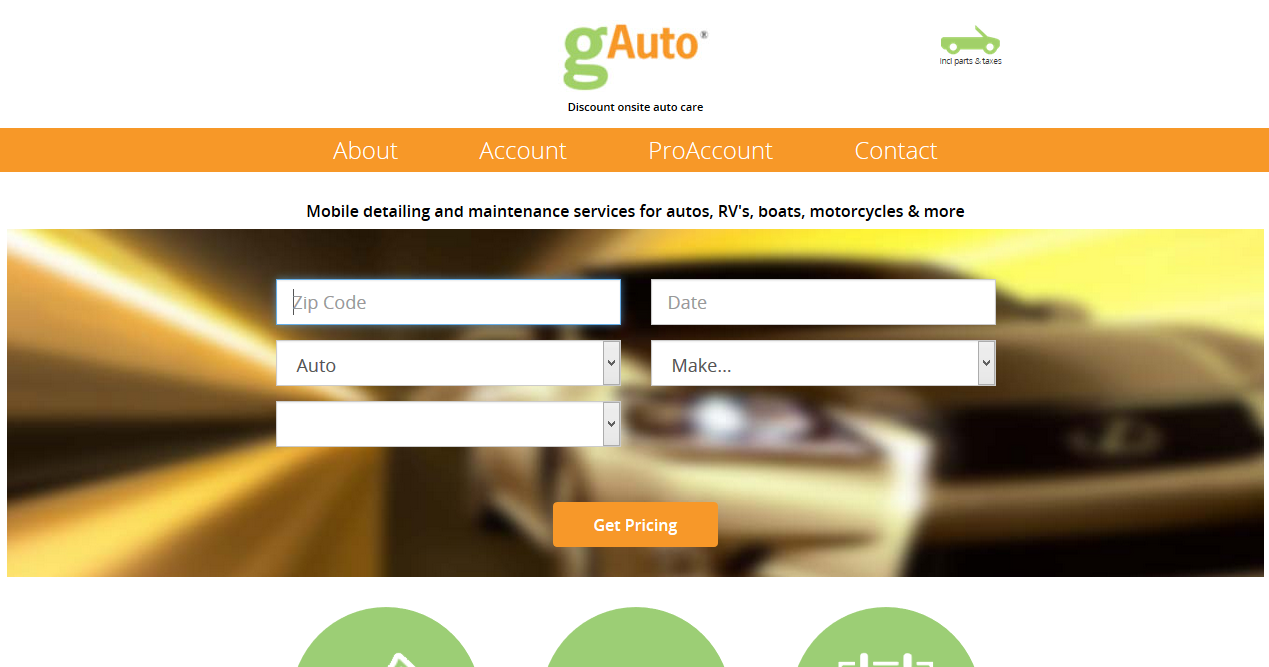 gAuto®
incl parts & taxes
Discount onsite auto care
About Account ProAccount Contact
Mobile detailing and maintenance services for autos, RV's, boats, motorcycles & more
Zip Code Date
Auto Make...
Get Pricing